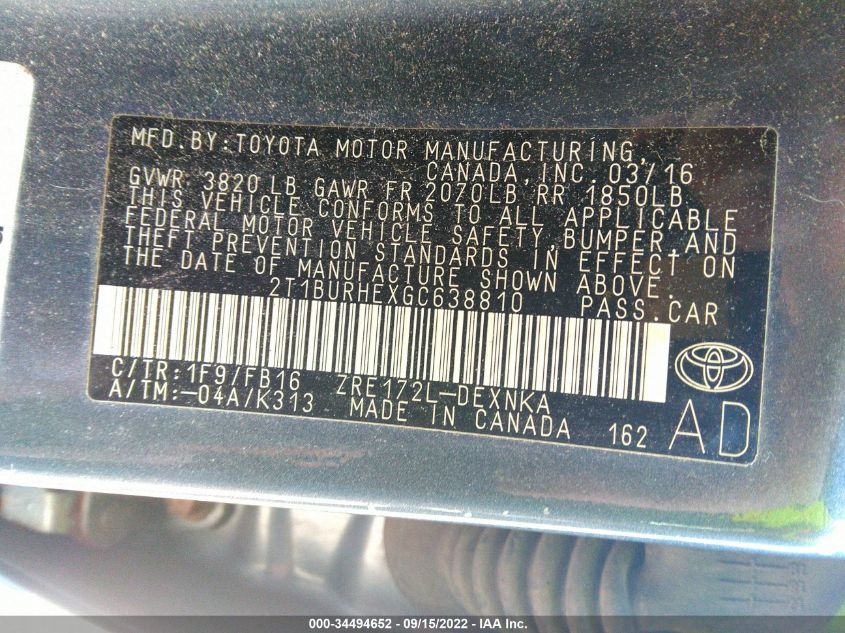 MFD. BY: TOYOTA MOTOR MANUFACTURING,
CANADA, INC. 03/16
GVWR 3820 LB GAWR FR 2070LB RR 1850LB
THIS VEHICLE CONFORMS TO ALL APPLICABLE
FEDERAL MOTOR VEHICLE SAFETY, BUMPER AND
THEFT PREVENTION STANDARDS IN EFFECT ON
THE DATE OF MANUFACTURE SHOWN ABOVE.
2T1BURHEXGC638810 PASS. CAR
C/TR: 1F9/FB16 ZRE172L-DEXNKA
A/TM:-04A/K313 MADE IN CANADA 162
AD
000-34494652 - 09/15/2022 - IAA Inc.